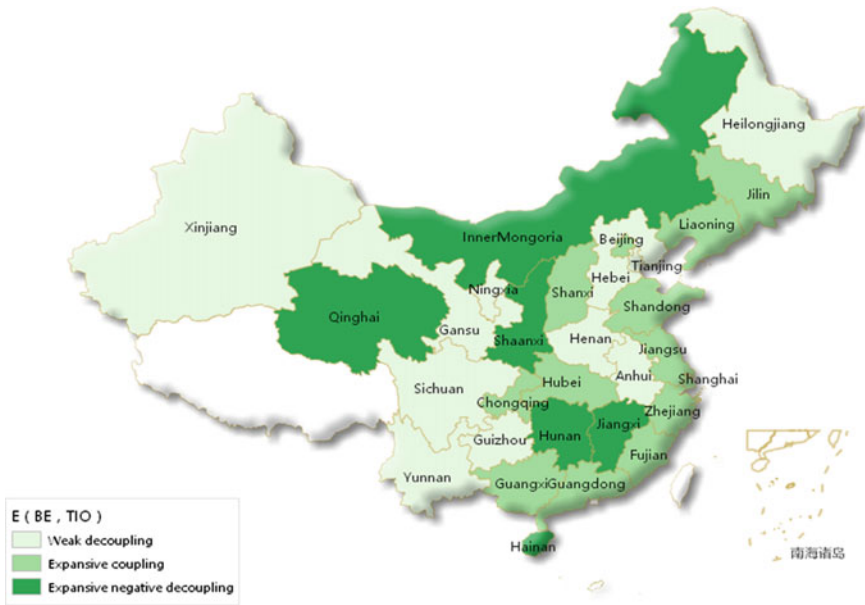 Heilongjiang
Jilin
Xinjiang
Liaoning
InnerMongoria
Beijing
Tianjing
Ningxia
Hebei
Shanxi
Shandong
Qinghai
Gansu
Shaanxi
Henan
Jiangsu
Anhui
Shanghai
Sichuan
Hubei
Chongqing
Zhejiang
Jiangxi
Hunan
Guizhou
Fujian
Yunnan
Guangxi
Guangdong
Hainan
南海诸岛
E ( BE , TIO )
Weak decoupling
Expansive coupling
Expansive negative decoupling